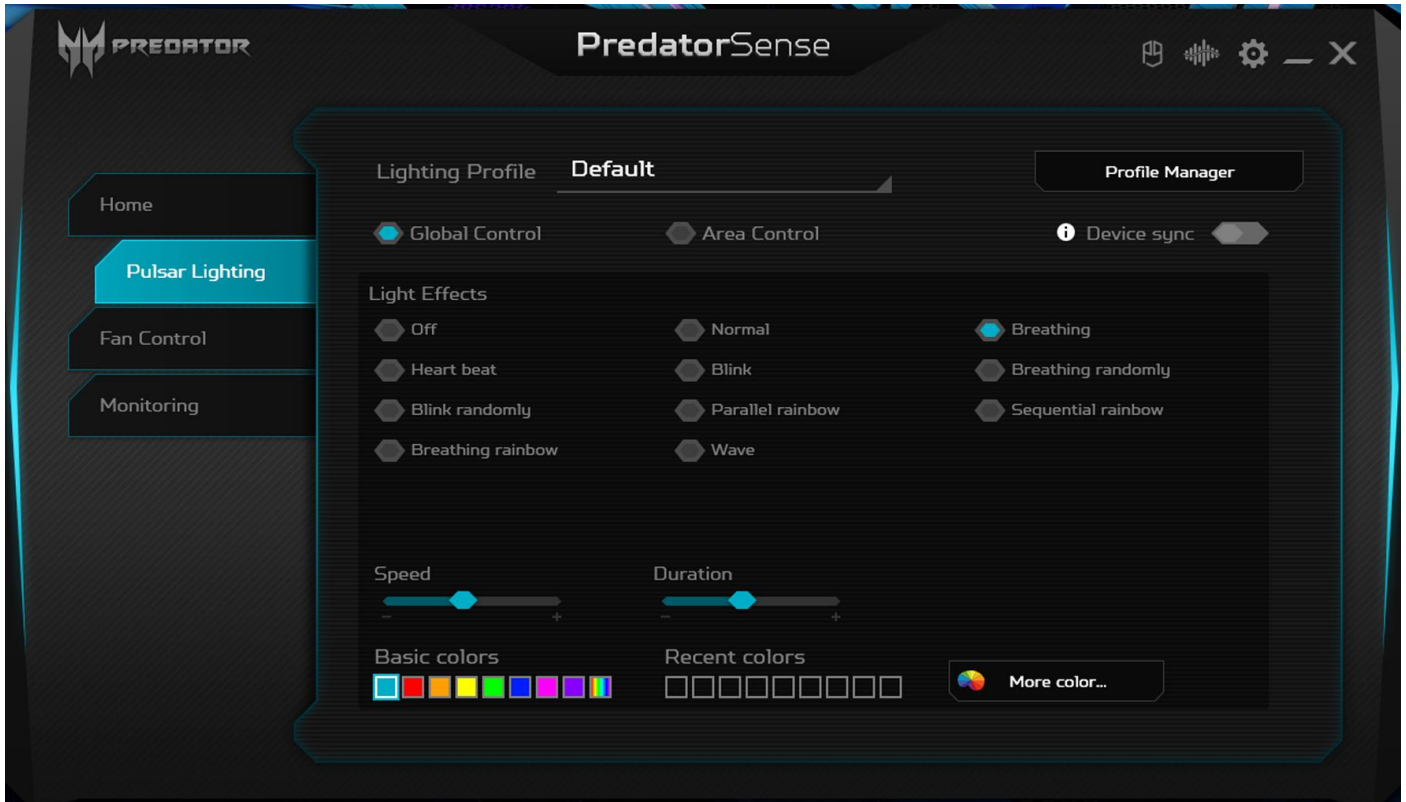 PREDATOR
PredatorSense
Home
Pulsar Lighting
Fan Control
Monitoring
Lighting Profile Default
Profile Manager
Global Control
Area Control
i Device sync
Light Effects
Off
Normal
Breathing
Heart beat
Blink
Breathing randomly
Blink randomly
Parallel rainbow
Sequential rainbow
Breathing rainbow
Wave
Speed
- +
Duration
- +
Basic colors
Recent colors
More color...